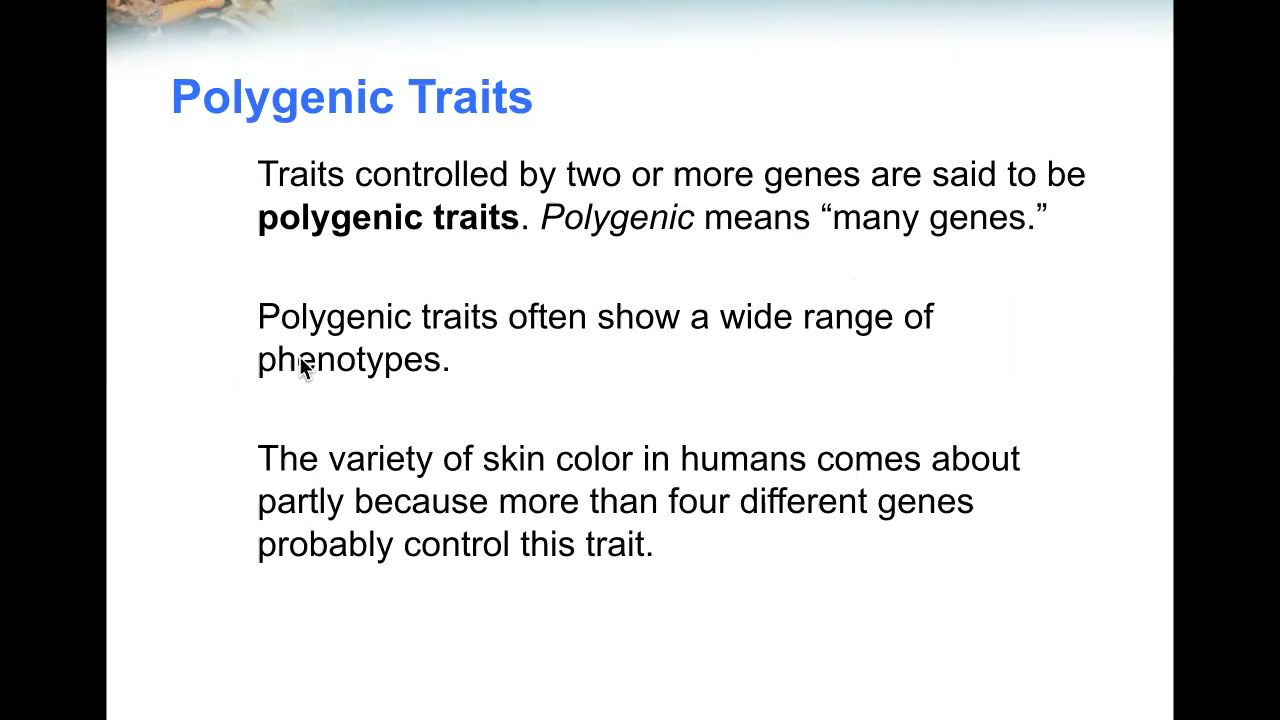 Polygenic Traits
Traits controlled by two or more genes are said to be
polygenic traits. Polygenic means “many genes.”
Polygenic traits often show a wide range of
phenotypes.
The variety of skin color in humans comes about
partly because more than four different genes
probably control this trait.